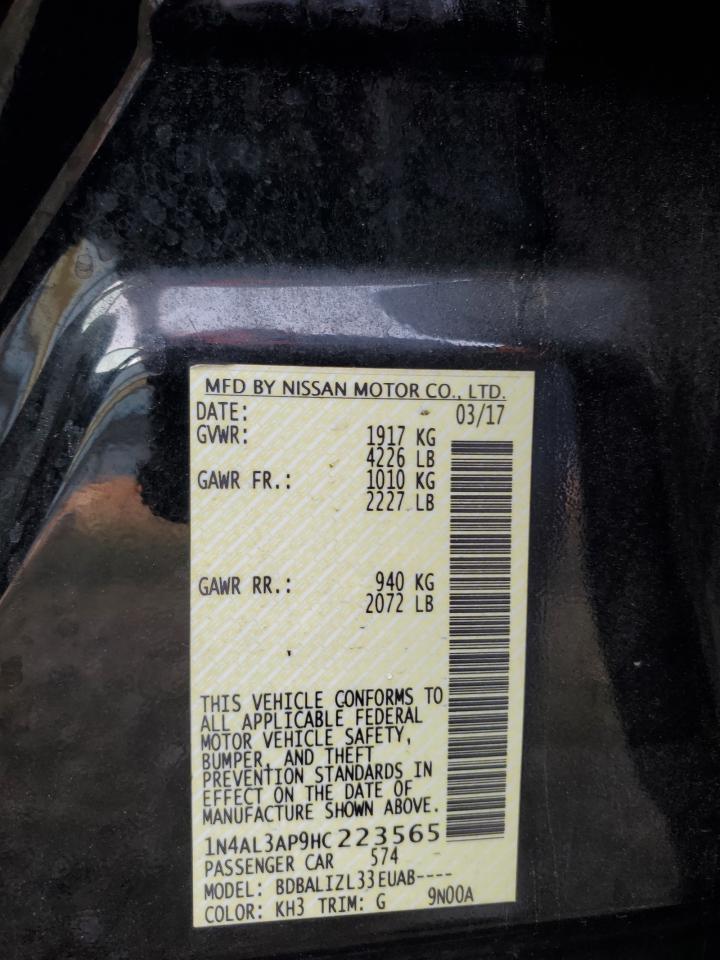 MFD BY NISSAN MOTOR CO., LTD.
DATE: 03/17
GVWR: 1917 KG
4226 LB
GAWR FR.: 1010 KG
2227 LB
GAWR RR.: 940 KG
2072 LB
THIS VEHICLE CONFORMS TO
ALL APPLICABLE FEDERAL
MOTOR VEHICLE SAFETY,
BUMPER, AND THEFT
PREVENTION STANDARDS IN
EFFECT ON THE DATE OF
MANUFACTURE SHOWN ABOVE.
1N4AL3AP9HC223565
PASSENGER CAR 574
MODEL: BDBALIZL33EUAB----
COLOR: KH3 TRIM: G 9N00A